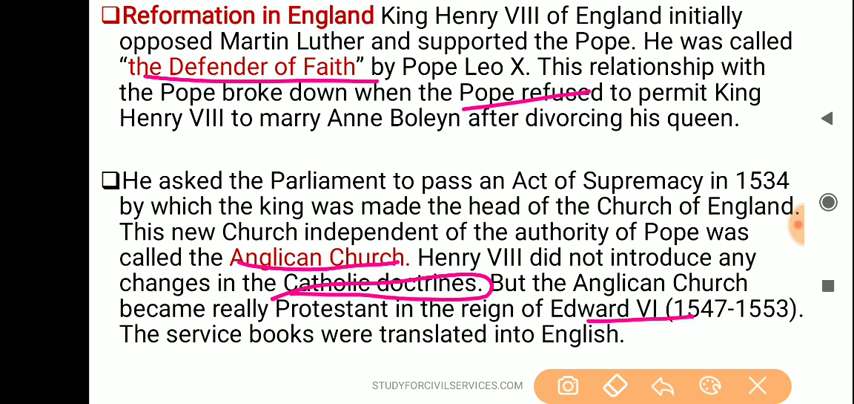 ❑Reformation in England King Henry VIII of England initially
opposed Martin Luther and supported the Pope. He was called
“the Defender of Faith” by Pope Leo X. This relationship with
the Pope broke down when the Pope refused to permit King
Henry VIII to marry Anne Boleyn after divorcing his queen.
❑He asked the Parliament to pass an Act of Supremacy in 1534
by which the king was made the head of the Church of England.
This new Church independent of the authority of Pope was
called the Anglican Church. Henry VIII did not introduce any
changes in the Catholic doctrines. But the Anglican Church
became really Protestant in the reign of Edward VI (1547-1553).
The service books were translated into English.
STUDYFORCIVILSERVICES.COM